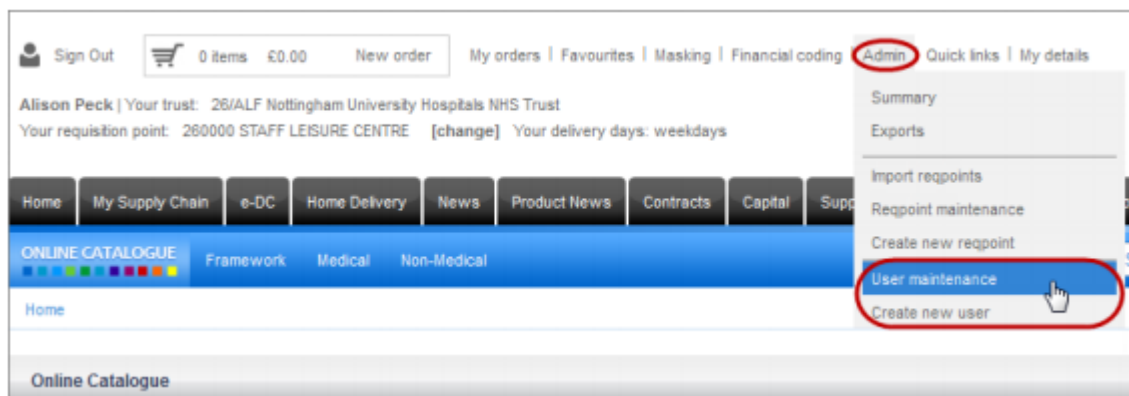 Sign Out 0 items £0.00 New order My orders | Favourites | Masking | Financial coding | Admin Quick links | My details
Alison Peck | Your trust: 26/ALF Nottingham University Hospitals NHS Trust
Your requisition point: 260000 STAFF LEISURE CENTRE [change] Your delivery days: weekdays
Summary
Exports
Import reqpoints
Reqpoint maintenance
Create new reqpoint
User maintenance
Create new user
Home My Supply Chain e-DC Home Delivery News Product News Contracts Capital
ONLINE CATALOGUE Framework Medical Non-Medical
Home
Online Catalogue